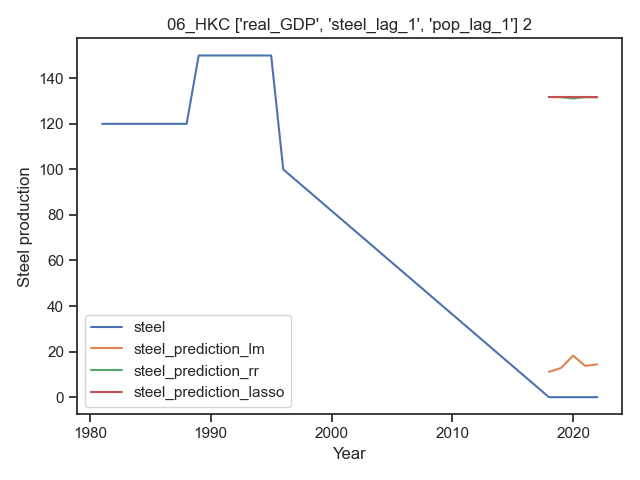 06_HKC ['real_GDP', 'steel_lag_1', 'pop_lag_1'] 2
Steel production
140
120
100
80
60
40
20
0
steel
steel_prediction_lm
steel_prediction_rr
steel_prediction_lasso
1980
1990
2000
2010
2020
Year